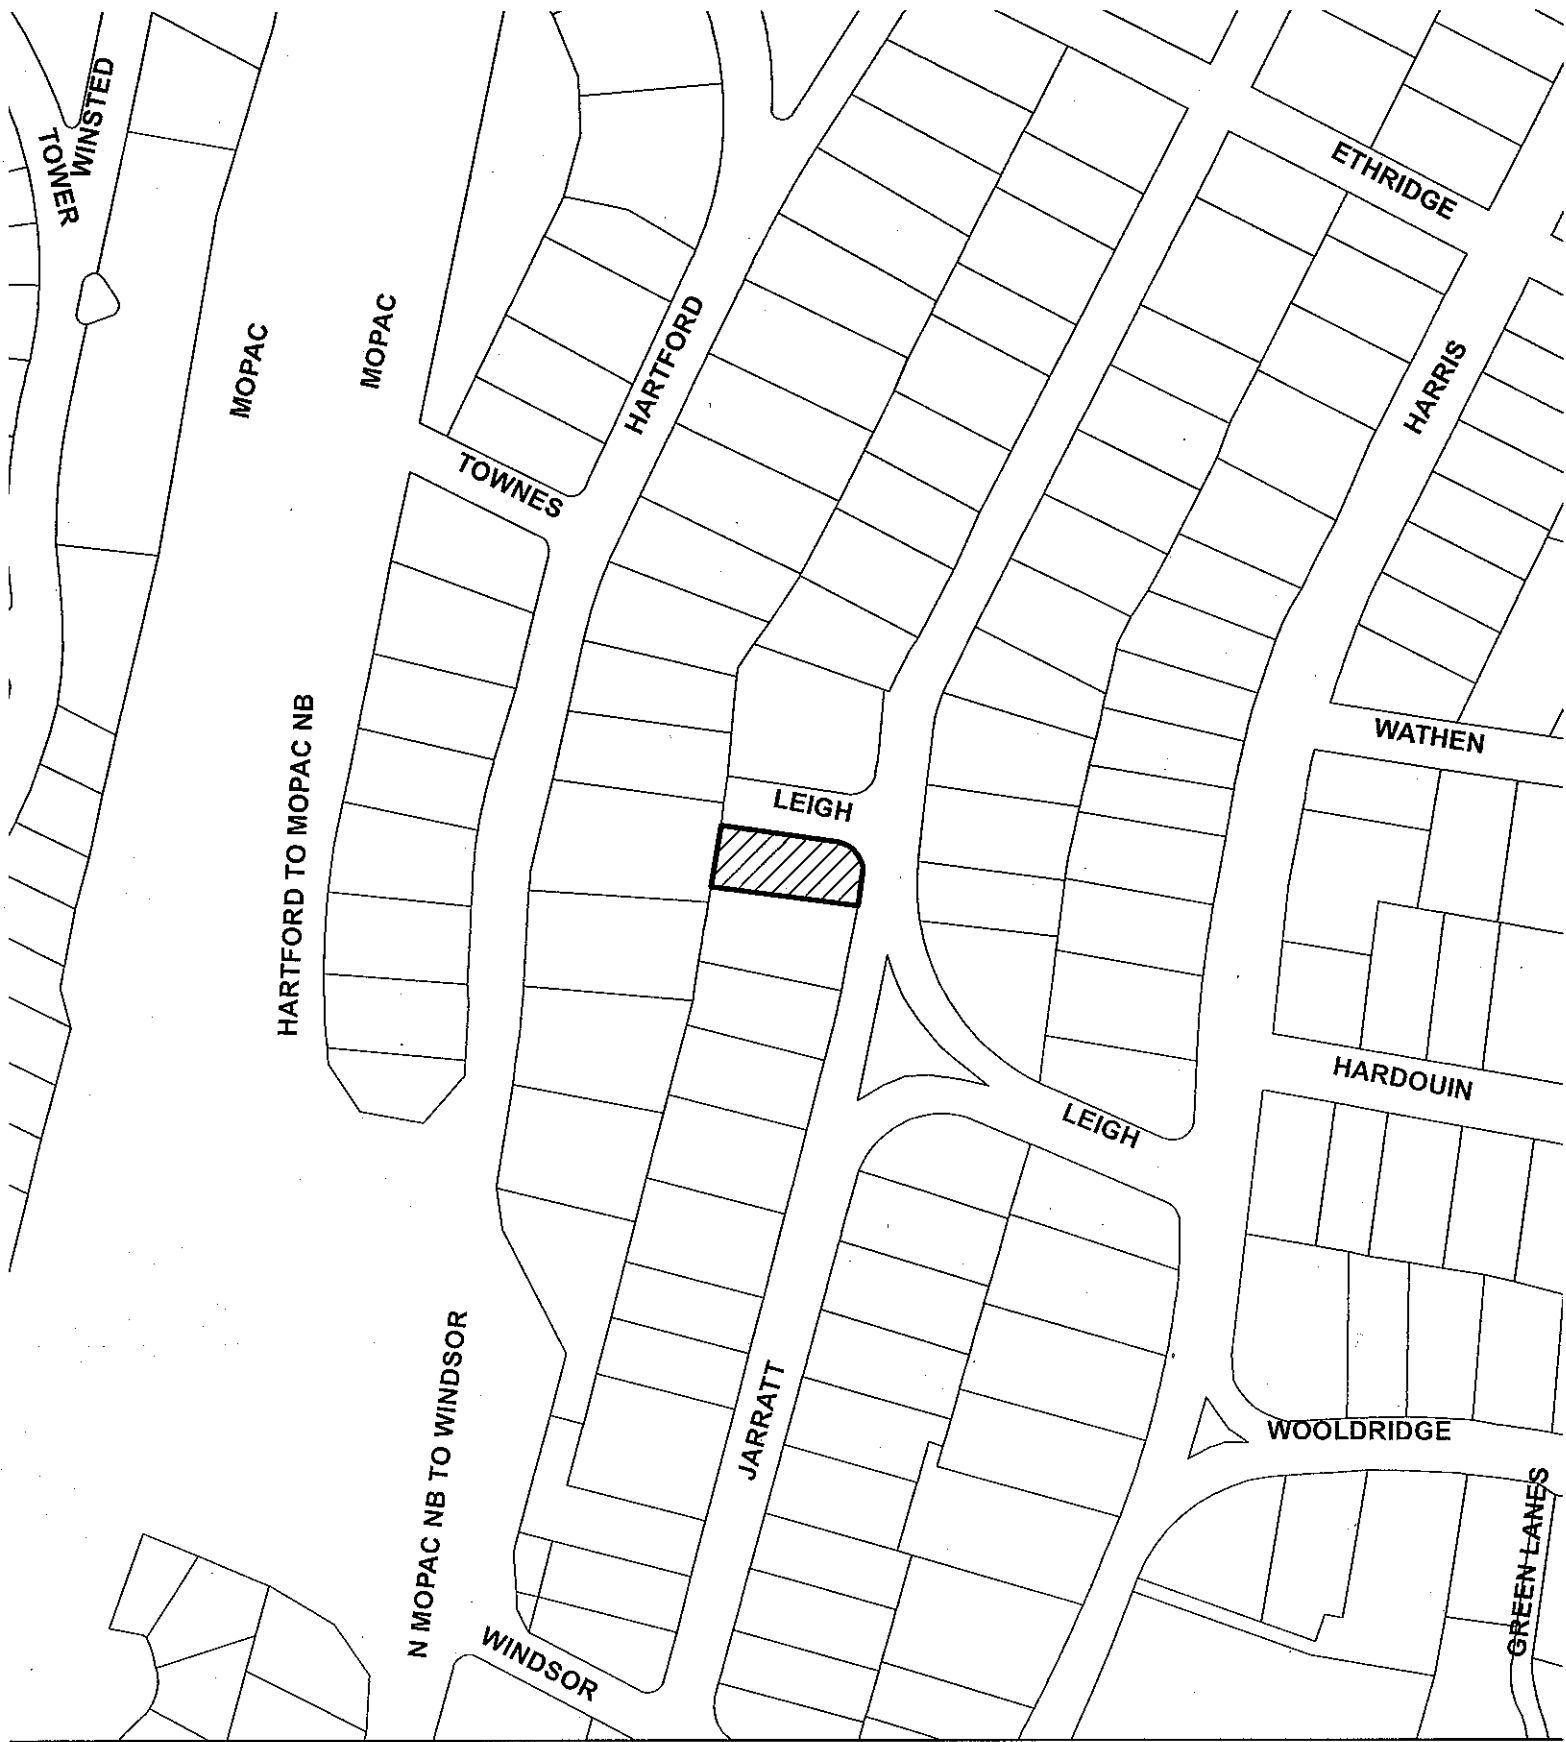 WINSTED
TOWER
ETHRIDGE
MOPAC
MOPAC
HARTFORD
HARRIS
TOWNES
WATHEN
LEIGH
HARTFORD TO MOPAC NB
HARDOUIN
LEIGH
JARRATT
N MOPAC NB TO WINDSOR
WOOLDRIDGE
GREEN LANES
WINDSOR